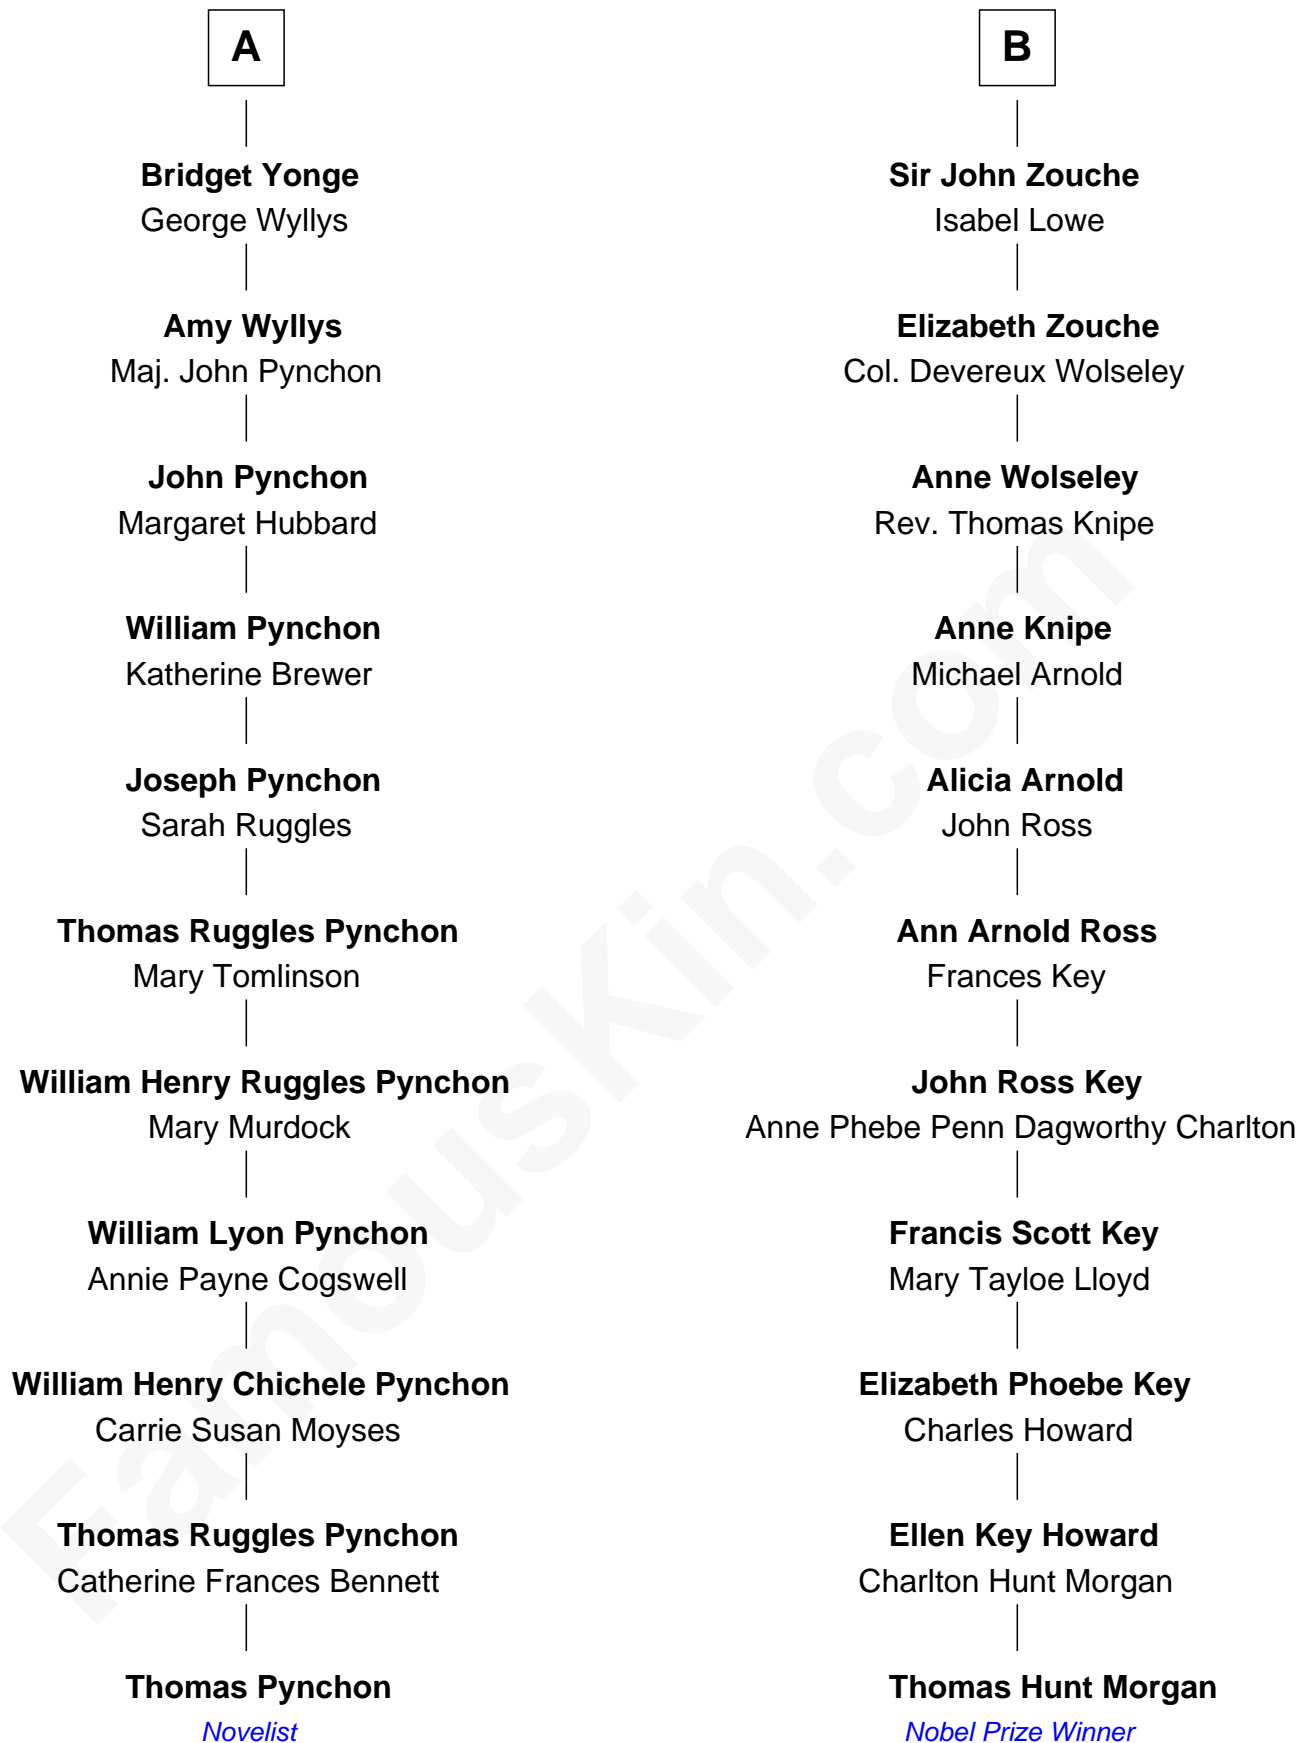 A
Bridget Yonge
George Wyllys
Amy Wyllys
Maj. John Pynchon
John Pynchon
Margaret Hubbard
William Pynchon
Katherine Brewer
Joseph Pynchon
Sarah Ruggles
Thomas Ruggles Pynchon
Mary Tomlinson
William Henry Ruggles Pynchon
Mary Murdock
William Lyon Pynchon
Annie Payne Cogswell
William Henry Chichele Pynchon
Carrie Susan Moyses
Thomas Ruggles Pynchon
Catherine Frances Bennett
Thomas Pynchon
Novelist
B
Sir John Zouche
Isabel Lowe
Elizabeth Zouche
Col. Devereux Wolseley
Anne Wolseley
Rev. Thomas Knipe
Anne Knipe
Michael Arnold
Alicia Arnold
John Ross
Ann Arnold Ross
Frances Key
John Ross Key
Anne Phebe Penn Dagworthy Charlton
Francis Scott Key
Mary Tayloe Lloyd
Elizabeth Phoebe Key
Charles Howard
Ellen Key Howard
Charlton Hunt Morgan
Thomas Hunt Morgan
Nobel Prize Winner
FamousKin.com